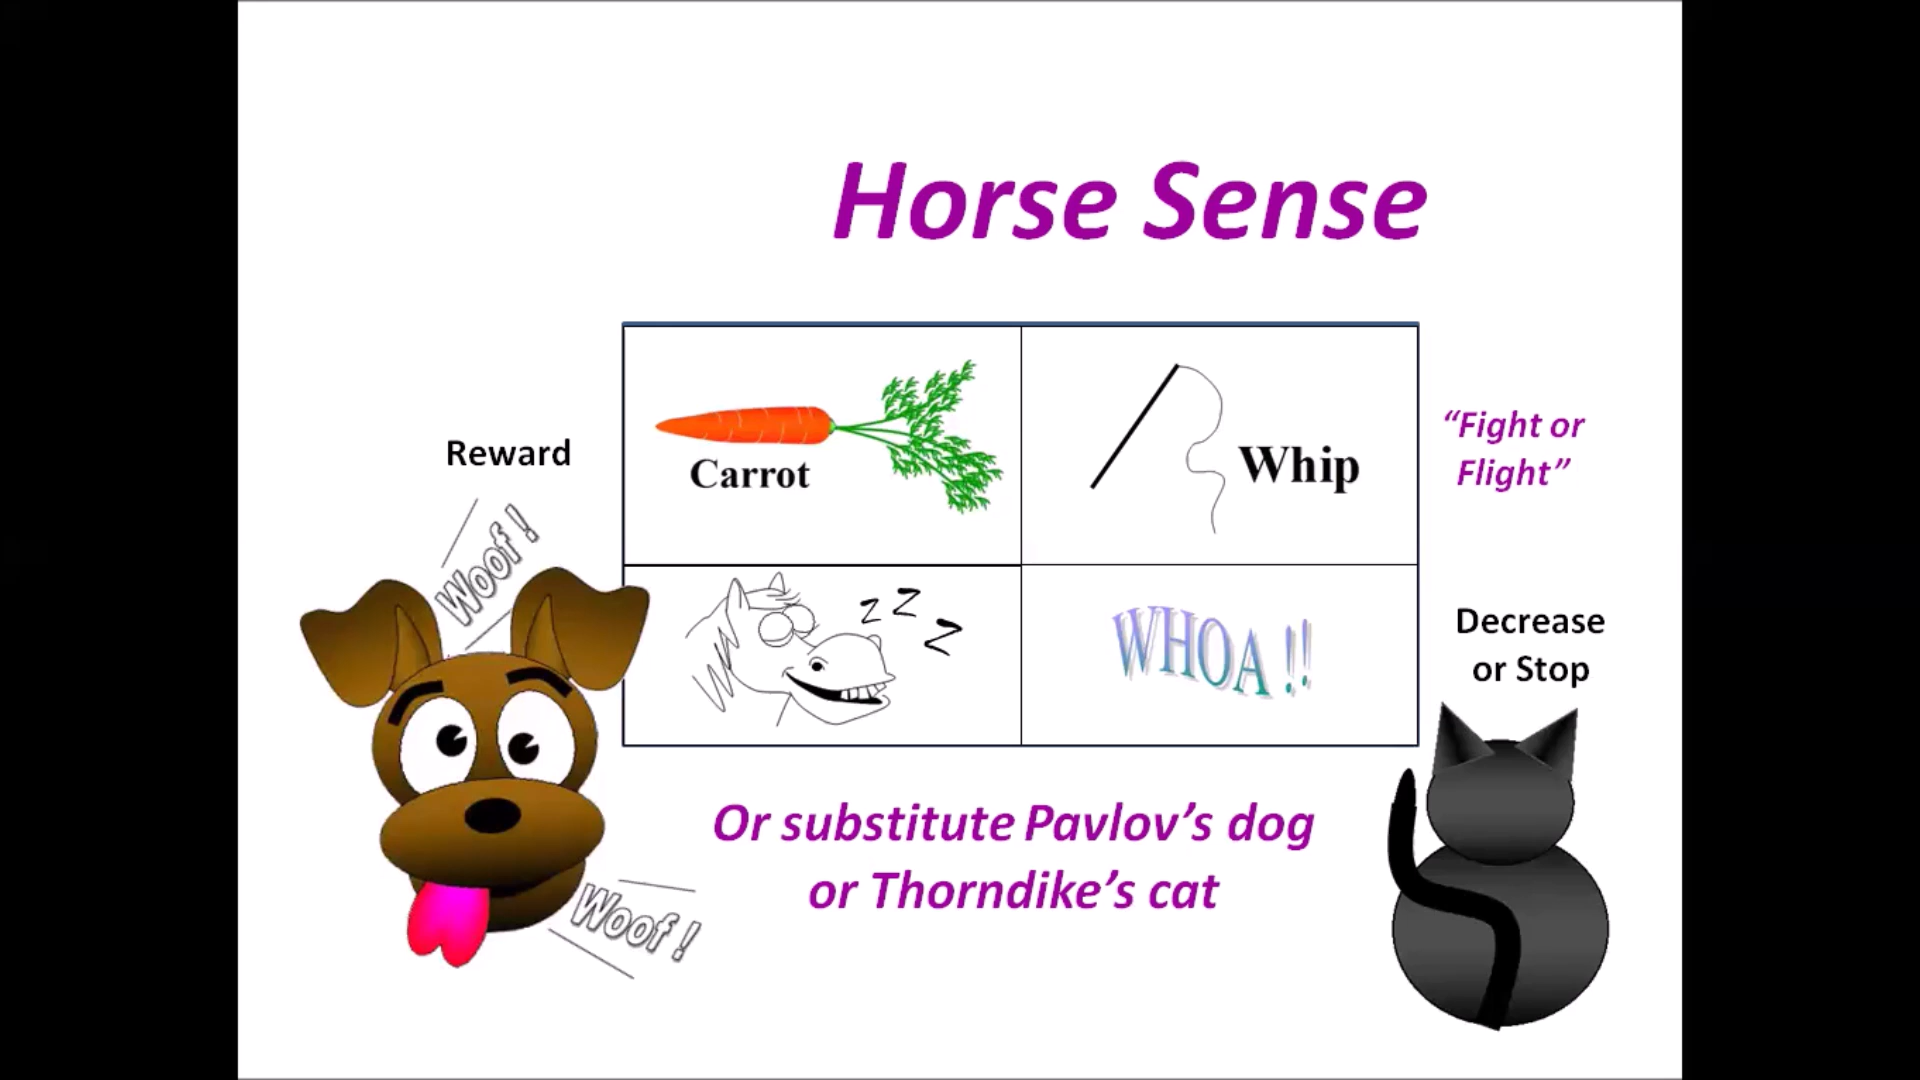 Horse Sense
Reward
Carrot
Whip
“Fight or
Flight”
Woof !
z z z
WHOA !!
Decrease
or Stop
Or substitute Pavlov’s dog
or Thorndike’s cat
Woof !